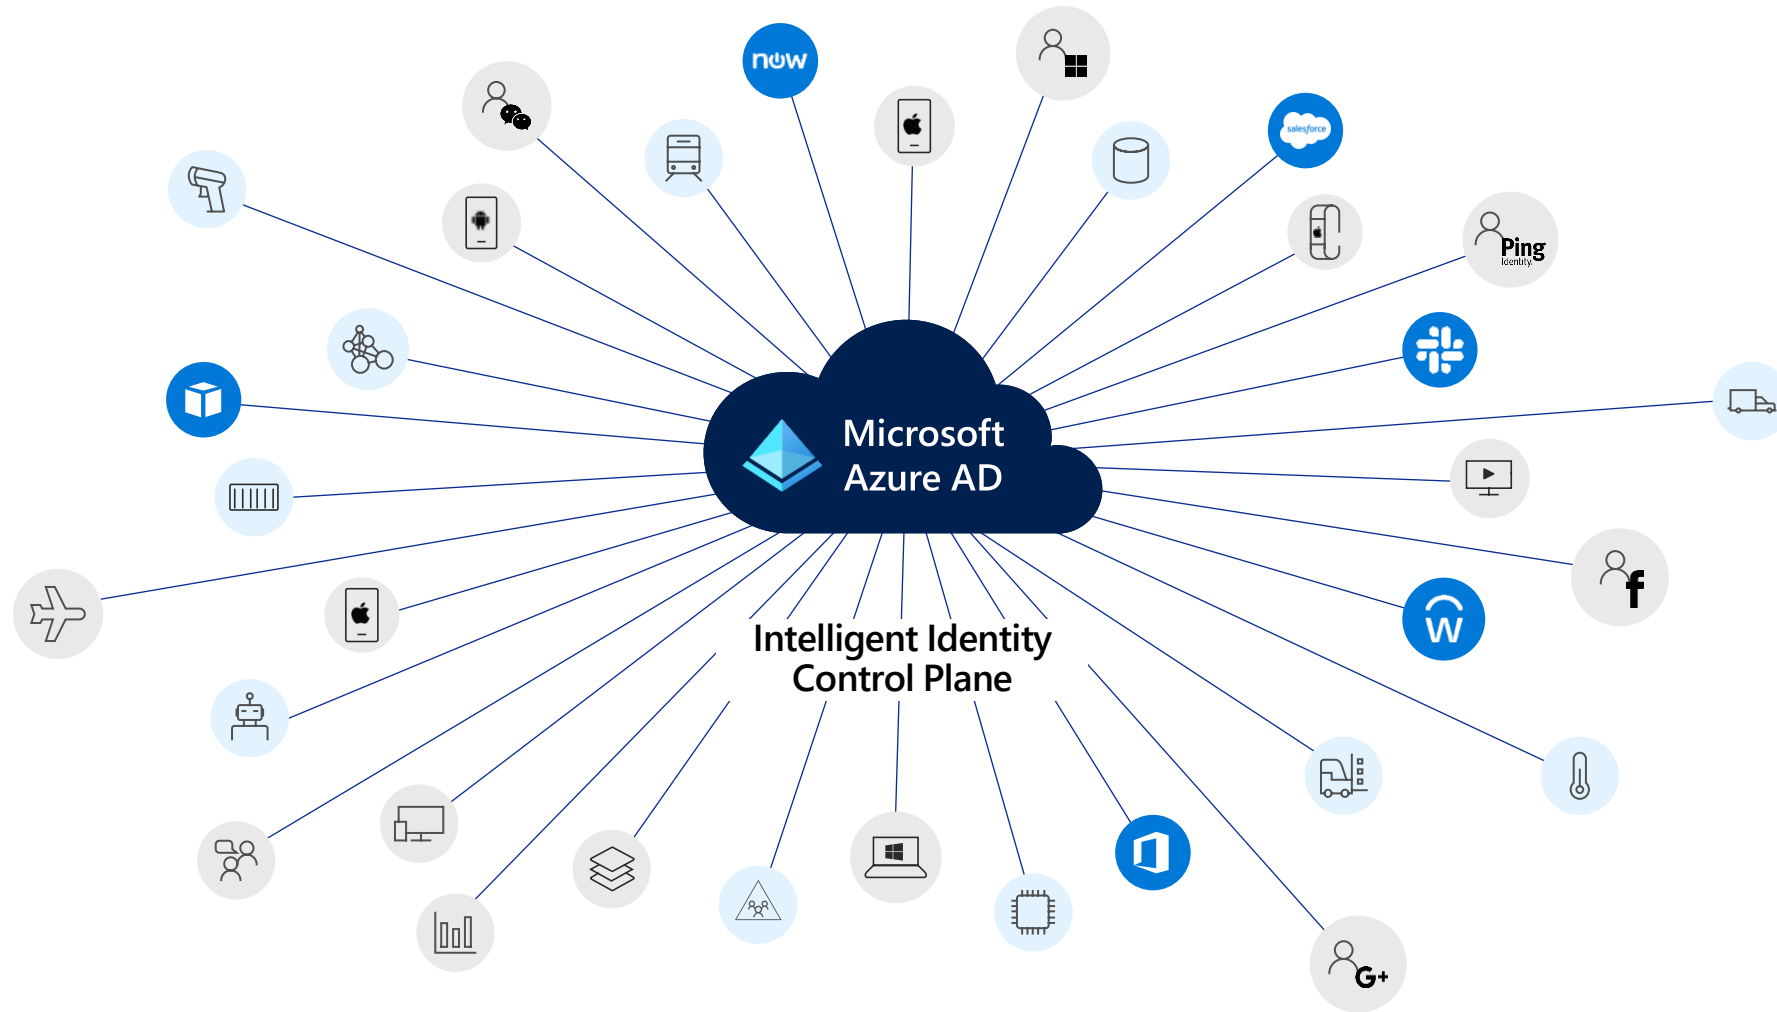 now
salesforce
Ping
Identity.
Microsoft
Azure AD
W
f
Intelligent Identity
Control Plane
G+